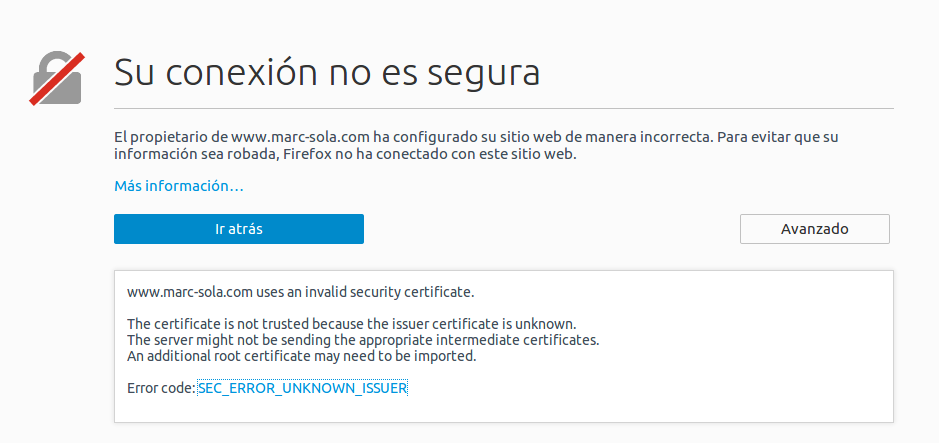 Su conexión no es segura
El propietario de www.marc-sola.com ha configurado su sitio web de manera incorrecta. Para evitar que su
información sea robada, Firefox no ha conectado con este sitio web.
Más información...
Ir atrás
Avanzado
www.marc-sola.com uses an invalid security certificate.
The certificate is not trusted because the issuer certificate is unknown.
The server might not be sending the appropriate intermediate certificates.
An additional root certificate may need to be imported.
Error code: SEC_ERROR_UNKNOWN_ISSUER